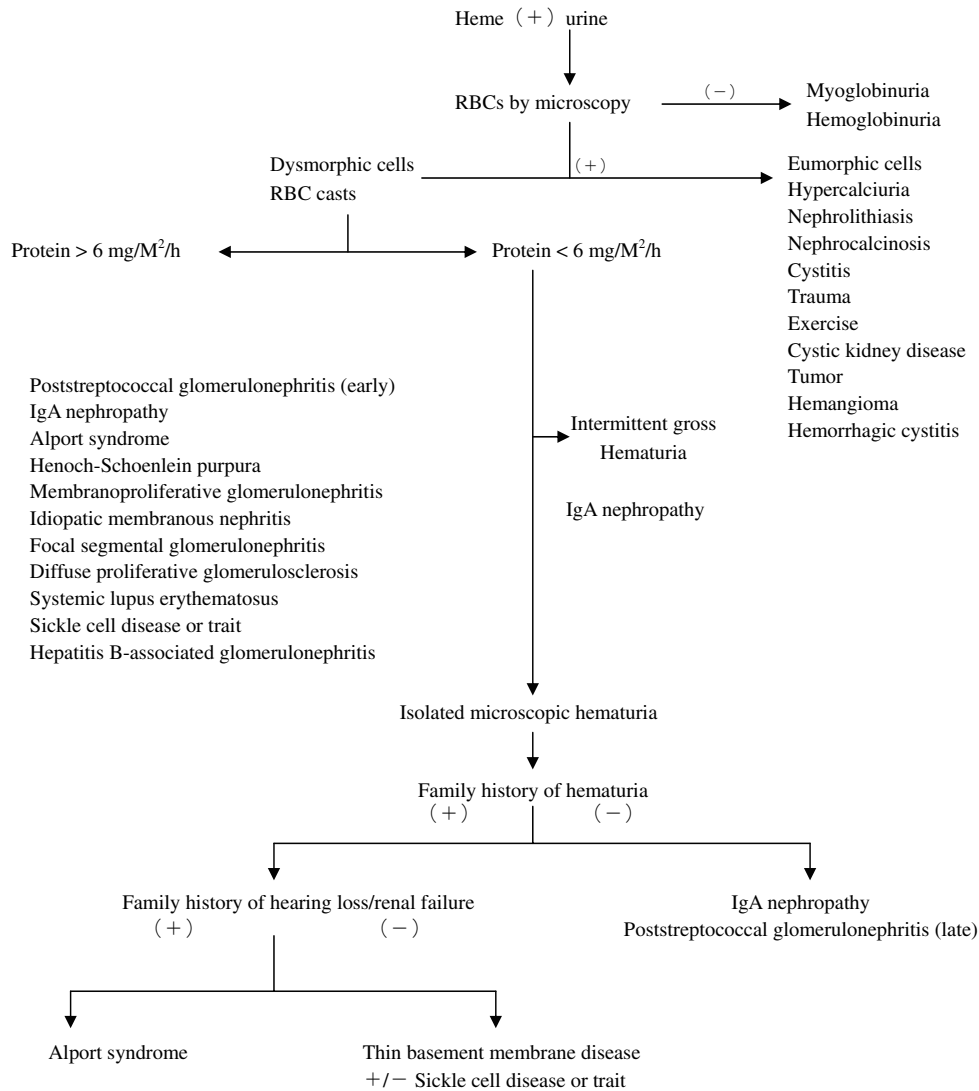 Heme (+) urine
RBCs by microscopy
(−)
Myoglobinuria
Hemoglobinuria
(+)
Dysmorphic cells
RBC casts
Eumorphic cells
Hypercalciuria
Nephrolithiasis
Nephrocalcinosis
Cystitis
Trauma
Exercise
Cystic kidney disease
Tumor
Hemangioma
Hemorrhagic cystitis
Protein > 6 mg/M²/h
Protein < 6 mg/M²/h
Poststreptococcal glomerulonephritis (early)
IgA nephropathy
Alport syndrome
Henoch-Schoenlein purpura
Membranoproliferative glomerulonephritis
Idiopatic membranous nephritis
Focal segmental glomerulonephritis
Diffuse proliferative glomerulosclerosis
Systemic lupus erythematosus
Sickle cell disease or trait
Hepatitis B-associated glomerulonephritis
Intermittent gross
Hematuria
IgA nephropathy
Isolated microscopic hematuria
Family history of hematuria
(+) (−)
Family history of hearing loss/renal failure
(+) (−)
IgA nephropathy
Poststreptococcal glomerulonephritis (late)
Alport syndrome
Thin basement membrane disease
+/− Sickle cell disease or trait